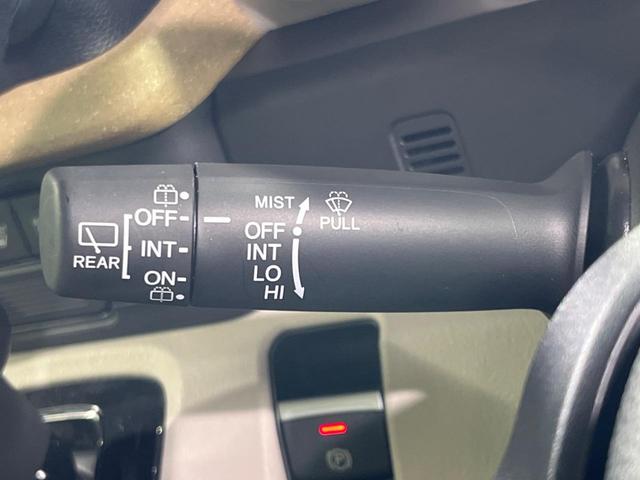 MIST
PULL
OFF
OFF
REAR
INT
INT
ON
LO
HI
P